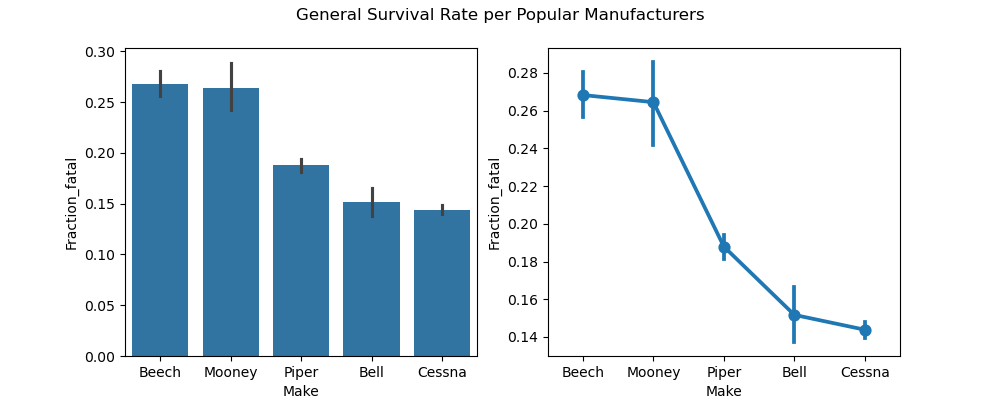 General Survival Rate per Popular Manufacturers
0.30
0.25
0.20
0.15
0.10
0.05
0.00
Fraction_fatal
Beech Mooney Piper Bell Cessna
Make
0.28
0.26
0.24
0.22
0.20
0.18
0.16
0.14
Fraction_fatal
Beech Mooney Piper Bell Cessna
Make